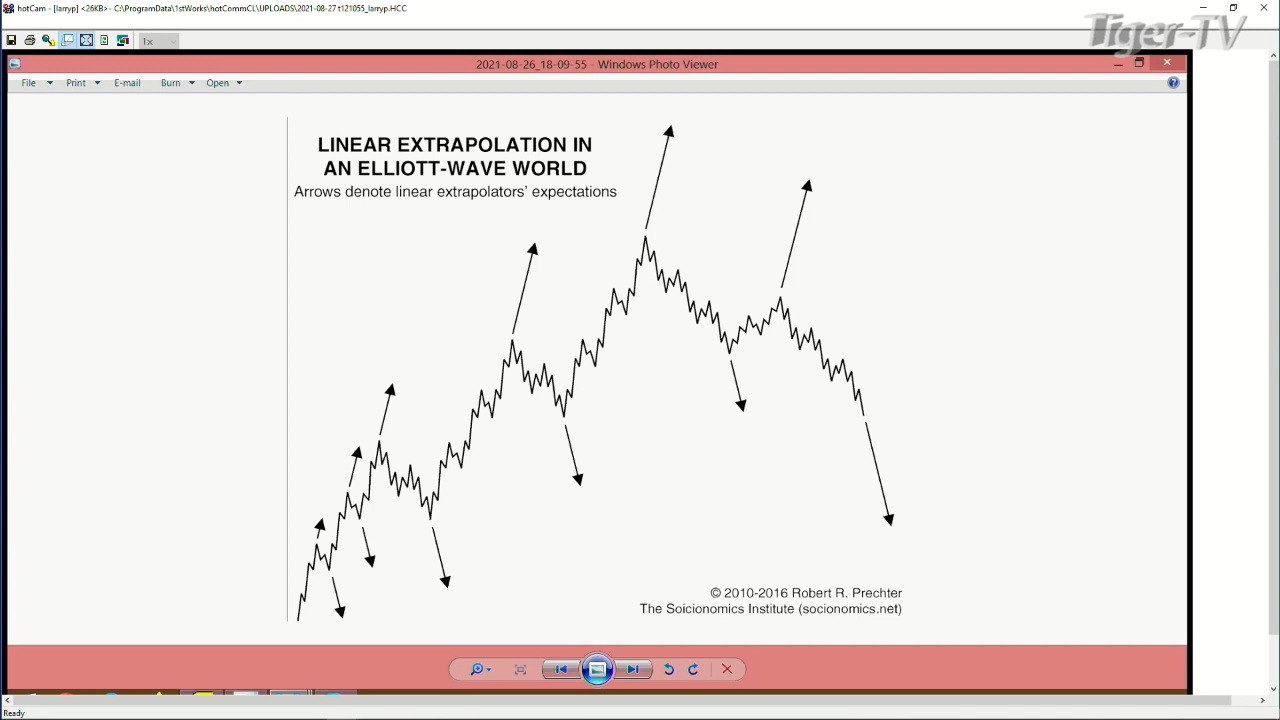 hotCam - [larryp] <26KB> - C:\ProgramData\1stWorks\hotCommCL\UPLOADS\2021-08-27 t121055_larryp.HCC
Tiger-TV
1x
2021-08-26_18-09-55 - Windows Photo Viewer
File Print E-mail Burn Open
LINEAR EXTRAPOLATION IN
AN ELLIOTT-WAVE WORLD
Arrows denote linear extrapolators' expectations
© 2010-2016 Robert R. Prechter
The Soicionomics Institute (socionomics.net)
Ready